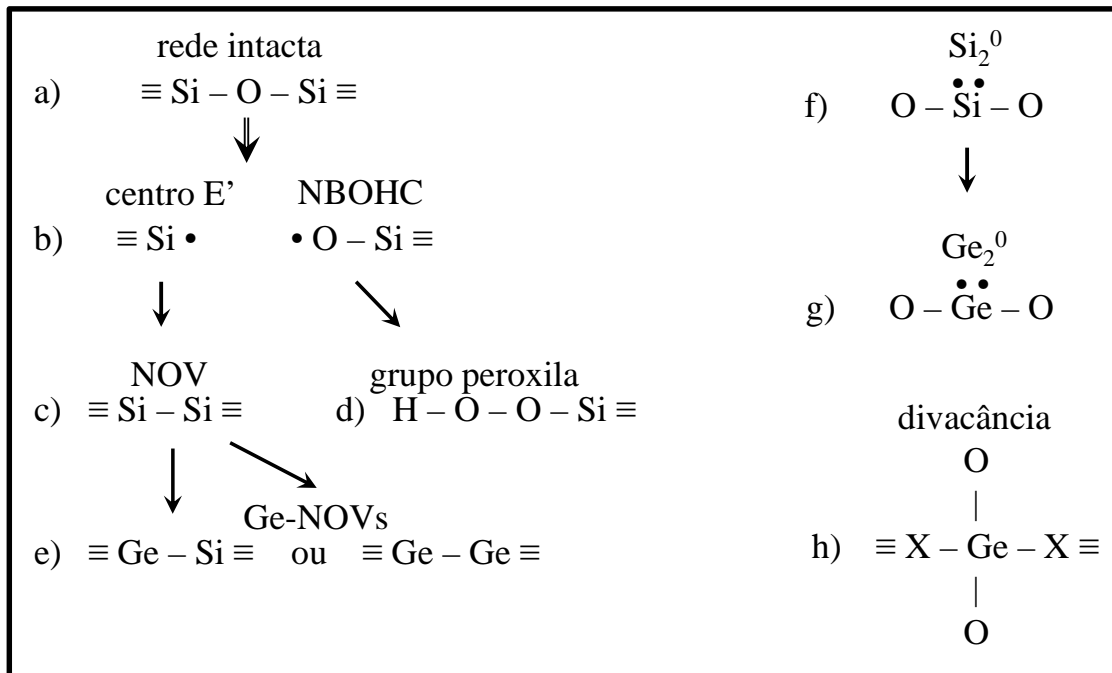 rede intacta
a) ≡ Si – O – Si ≡
centro E’ NBOHC
b) ≡ Si • • O – Si ≡
NOV grupo peroxila
c) ≡ Si – Si ≡ d) H – O – O – Si ≡
Ge-NOVs
e) ≡ Ge – Si ≡ ou ≡ Ge – Ge ≡
Si₂⁰
• •
f) O – Si – O
Ge₂⁰
• •
g) O – Ge – O
divacância
O
|
h) ≡ X – Ge – X ≡
|
O